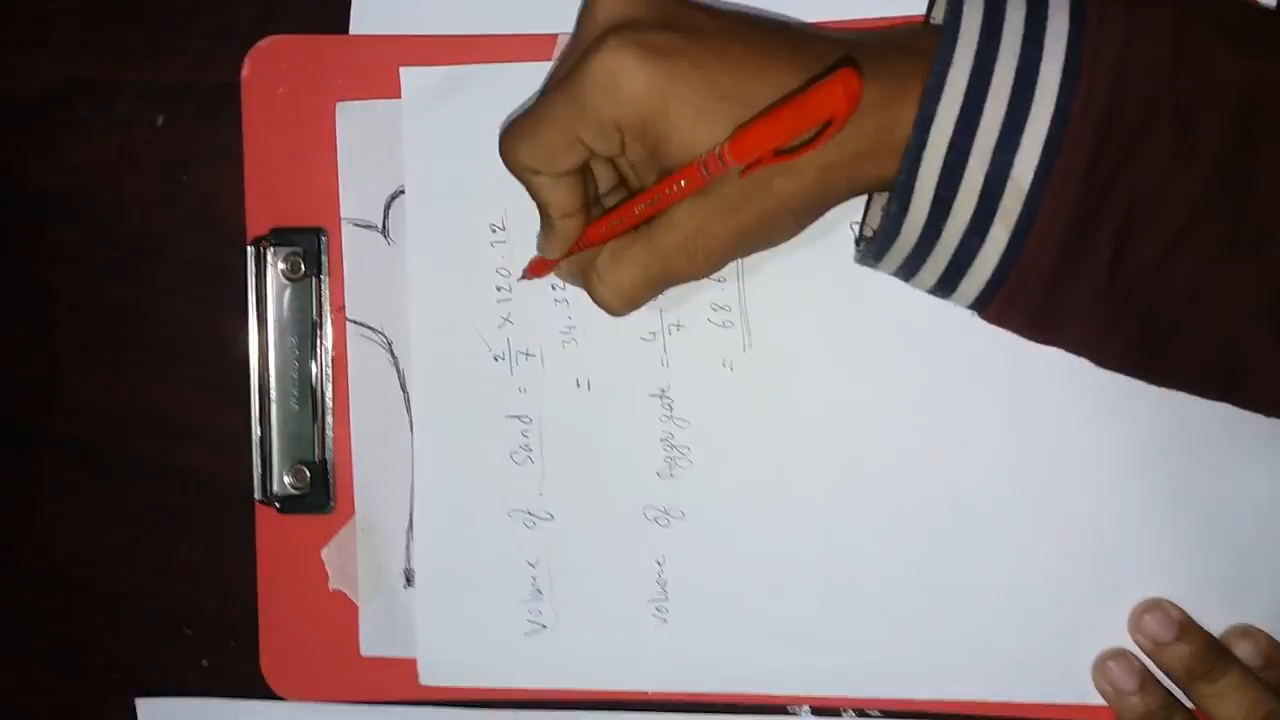 Volume of Sand = 2/7 × 120.12
= 34.32
Volume of Aggregate = 4/7
= 68.6